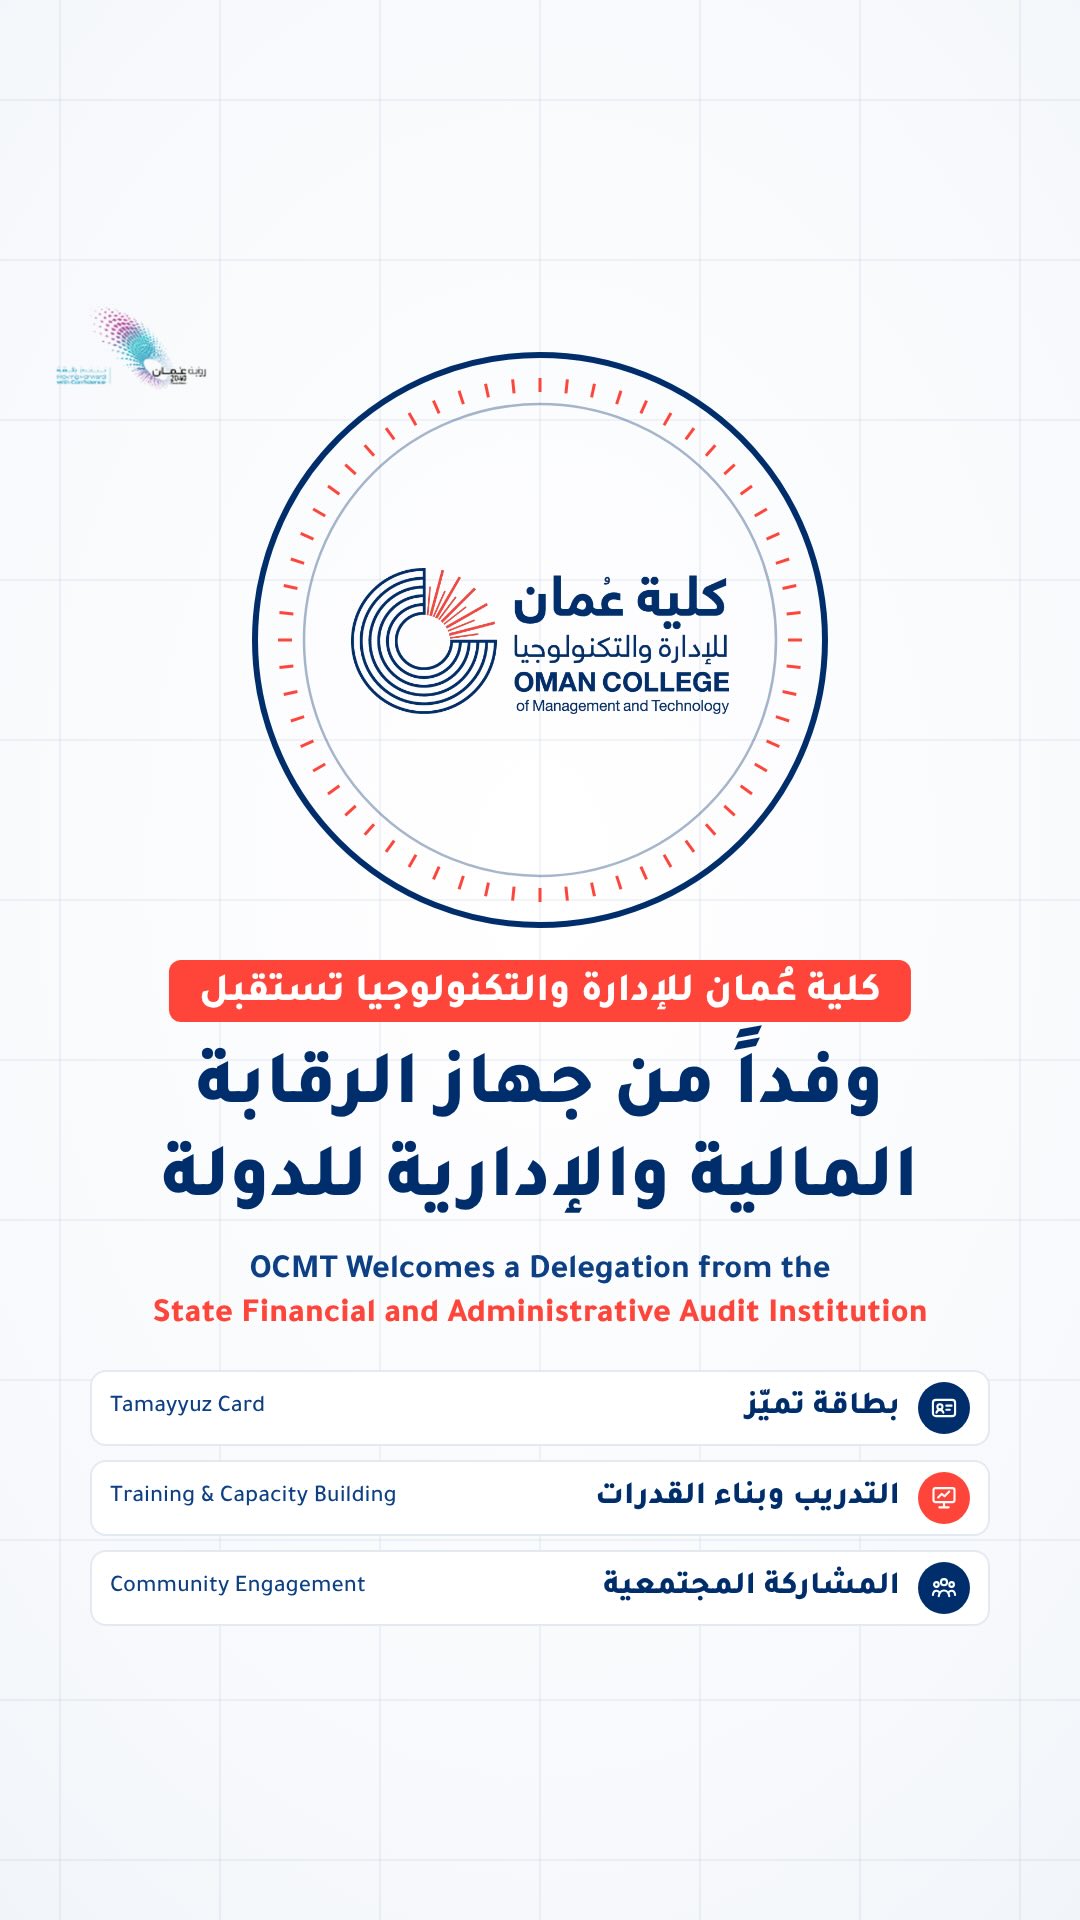 رؤية عُمان
2040
كلية عُمان
للإدارة والتكنولوجيا
OMAN COLLEGE
of Management and Technology
كلية عُمان للإدارة والتكنولوجيا تستقبل
وفداً من جهاز الرقابة
المالية والإدارية للدولة
OCMT Welcomes a Delegation from the
State Financial and Administrative Audit Institution
بطاقة تميّز
Tamayyuz Card
التدريب وبناء القدرات
Training & Capacity Building
المشاركة المجتمعية
Community Engagement